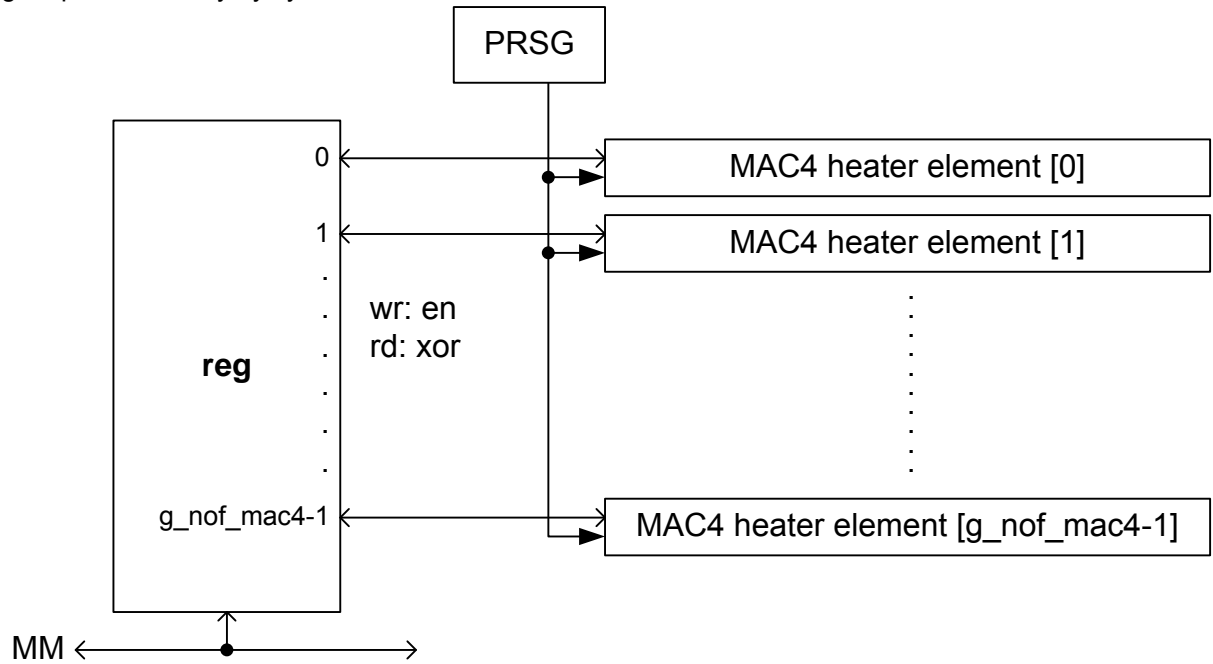 PRSG
0
MAC4 heater element [0]
1
MAC4 heater element [1]
wr: en
rd: xor
reg
g_nof_mac4-1
MAC4 heater element [g_nof_mac4-1]
MM